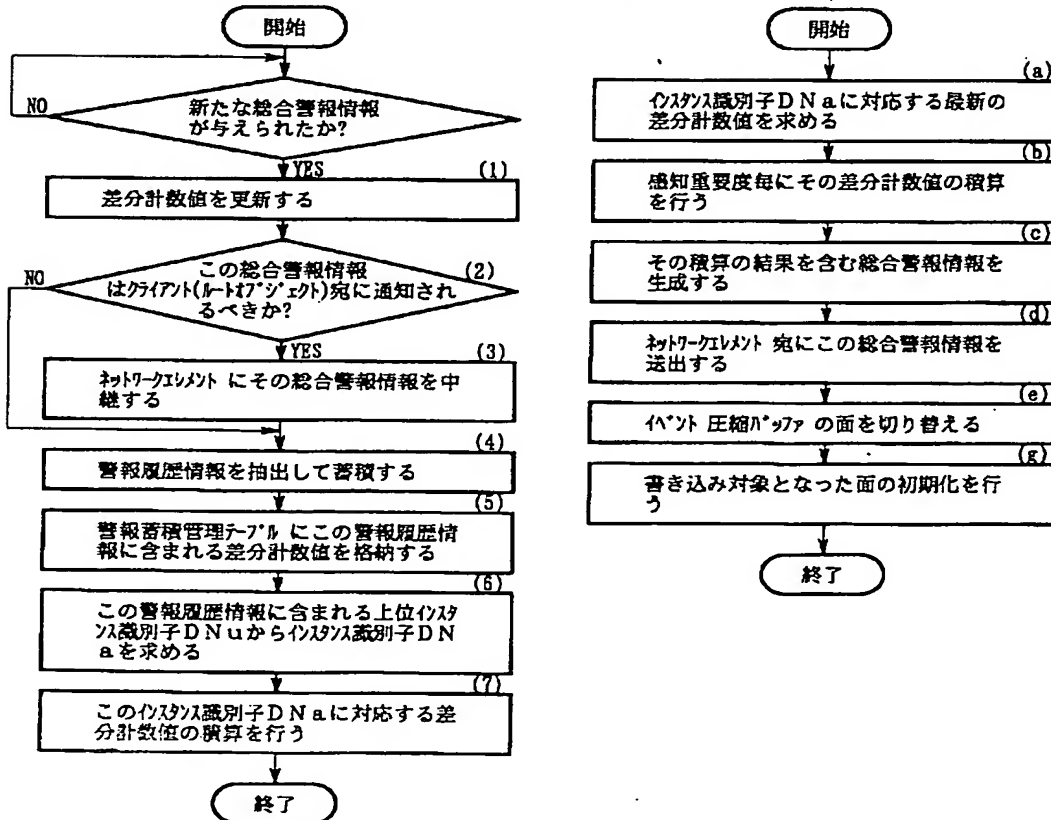 開始
NO
新たな総合警報情報
が与えられたか?
YES
(1)
差分計数値を更新する
(2)
NO
この総合警報情報
はクライアント(ルートオブジェクト)宛に通知され
るべきか?
YES
(3)
ネットワークエレメント にその総合警報情報を中
継する
(4)
警報履歴情報を抽出して蓄積する
(5)
警報蓄積管理テーブル にこの警報履歴情
報に含まれる差分計数値を格納する
(6)
この警報履歴情報に含まれる上位インスタ
ンス識別子DNuからインスタンス識別子DN
aを求める
(7)
このインスタンス識別子DNaに対応する差
分計数値の積算を行う
終了
開始
(a)
インスタンス識別子DNaに対応する最新の
差分計数値を求める
(b)
感知重要度毎にその差分計数値の積算
を行う
(c)
その積算の結果を含む総合警報情報を
生成する
(d)
ネットワークエレメント 宛にこの総合警報情報を
送出する
(e)
イベント 圧縮バッファ の面を切り替える
(g)
書き込み対象となった面の初期化を行
う
終了